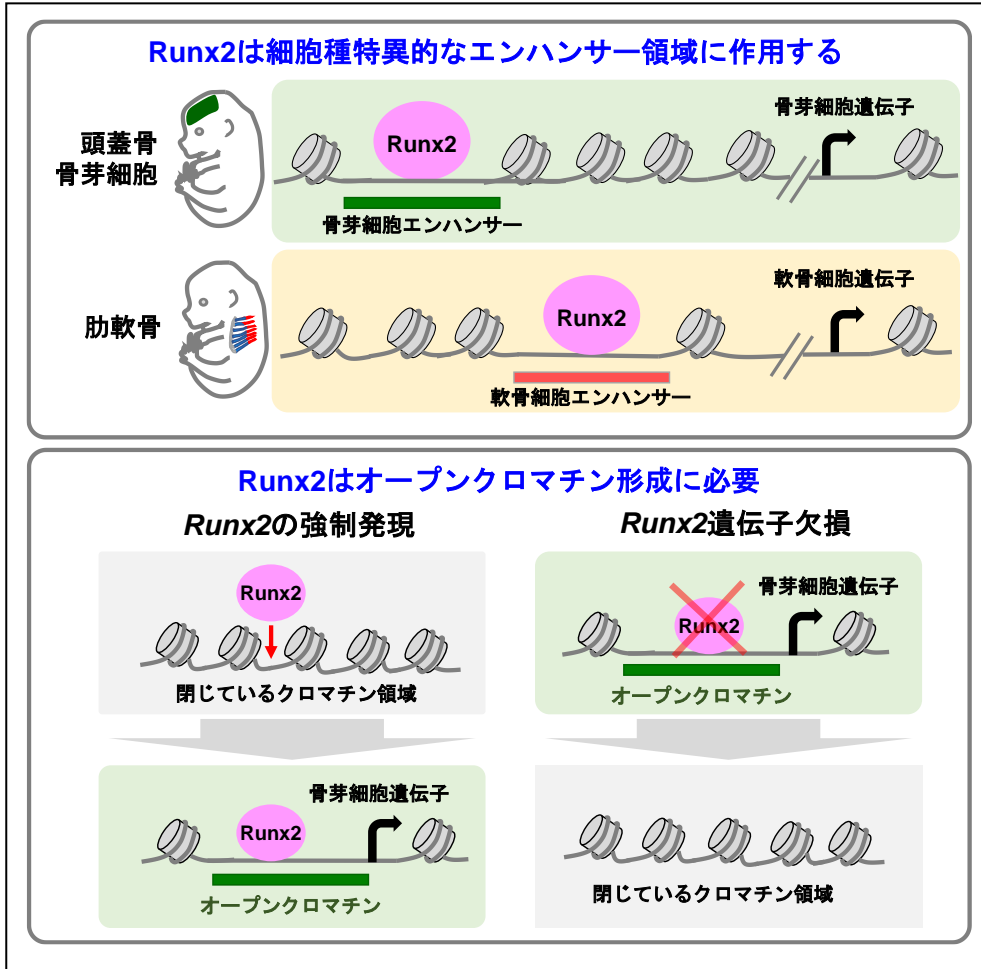 Runx2は細胞種特異的なエンハンサー領域に作用する
頭蓋骨
骨芽細胞
Runx2
骨芽細胞遺伝子
骨芽細胞エンハンサー
肋軟骨
Runx2
軟骨細胞遺伝子
軟骨細胞エンハンサー
Runx2はオープンクロマチン形成に必要
Runx2の強制発現
Runx2
閉じているクロマチン領域
骨芽細胞遺伝子
Runx2
オープンクロマチン
Runx2遺伝子欠損
骨芽細胞遺伝子
Runx2
オープンクロマチン
閉じているクロマチン領域